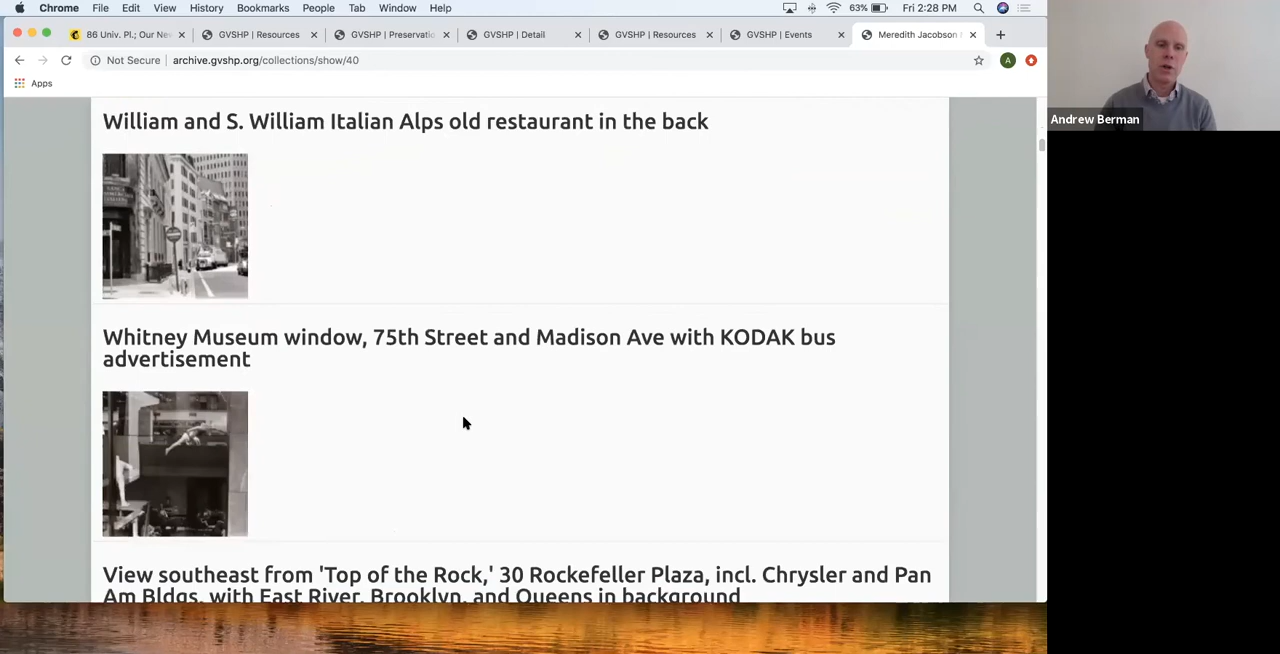 Chrome File Edit View History Bookmarks People Tab Window Help 63% Fri 2:28 PM
86 Univ. Pl.; Our Ne GVSHP | Resources GVSHP | Preservatio GVSHP | Detail GVSHP | Resources GVSHP | Events Meredith Jacobson
Not Secure archive.gvshp.org/collections/show/40 A
Apps
William and S. William Italian Alps old restaurant in the back
Whitney Museum window, 75th Street and Madison Ave with KODAK bus
advertisement
View southeast from 'Top of the Rock,' 30 Rockefeller Plaza, incl. Chrysler and Pan
Am Bldgs, with East River, Brooklyn, and Queens in background
Andrew Berman